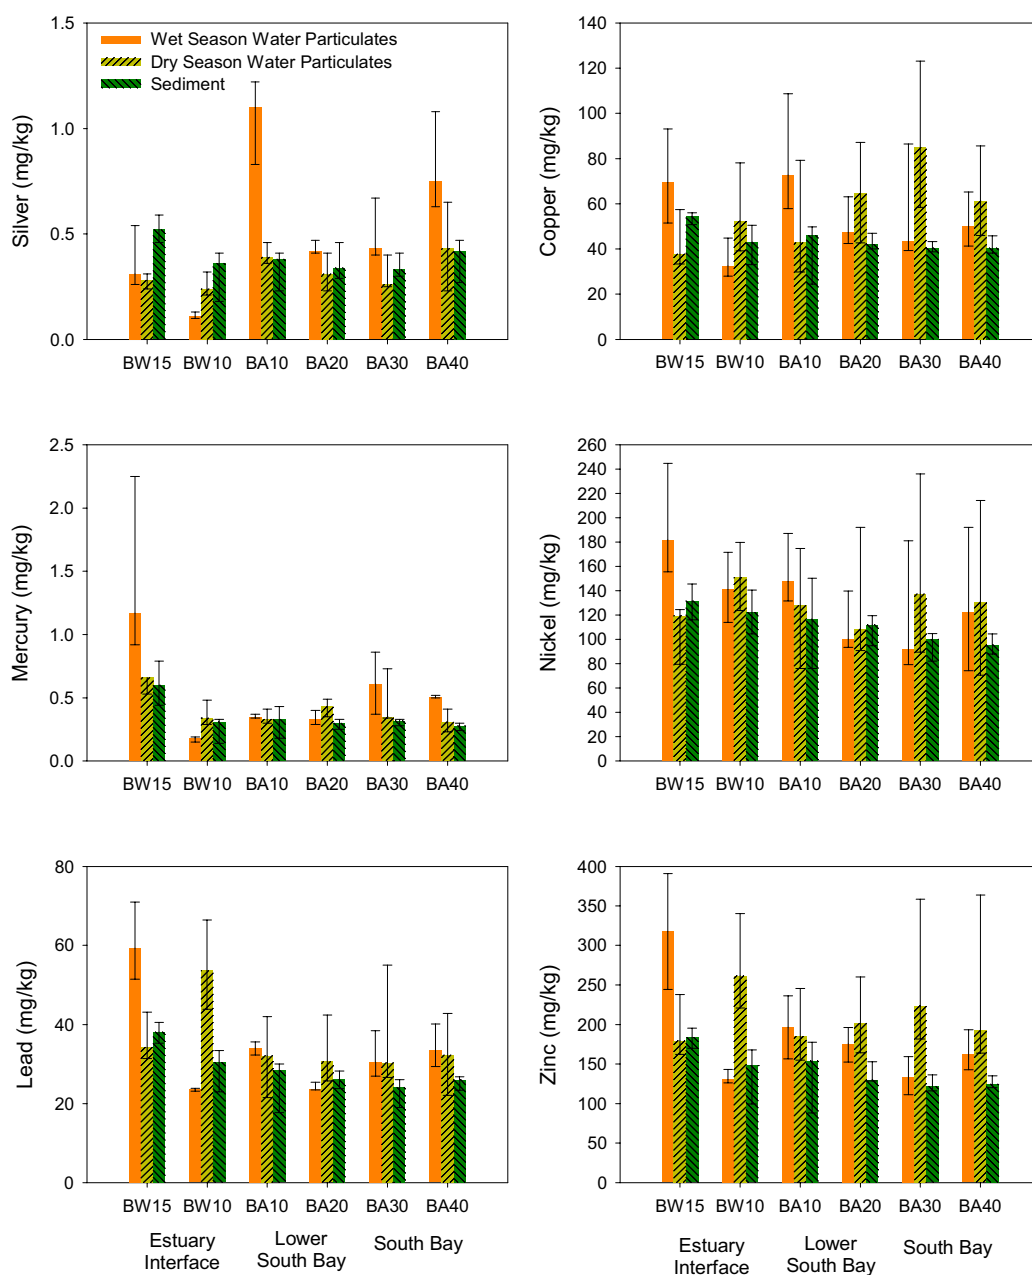 Silver (mg/kg)
1.5
1.0
0.5
0.0
Wet Season Water Particulates
Dry Season Water Particulates
Sediment
BW15 BW10 BA10 BA20 BA30 BA40
Copper (mg/kg)
140
120
100
80
60
40
20
0
BW15 BW10 BA10 BA20 BA30 BA40
Mercury (mg/kg)
2.5
2.0
1.5
1.0
0.5
0.0
BW15 BW10 BA10 BA20 BA30 BA40
Nickel (mg/kg)
260
240
220
200
180
160
140
120
100
80
60
40
20
0
BW15 BW10 BA10 BA20 BA30 BA40
Lead (mg/kg)
80
60
40
20
0
BW15 BW10 BA10 BA20 BA30 BA40
Estuary Interface
Lower South Bay
South Bay
Zinc (mg/kg)
400
350
300
250
200
150
100
50
0
BW15 BW10 BA10 BA20 BA30 BA40
Estuary Interface
Lower South Bay
South Bay